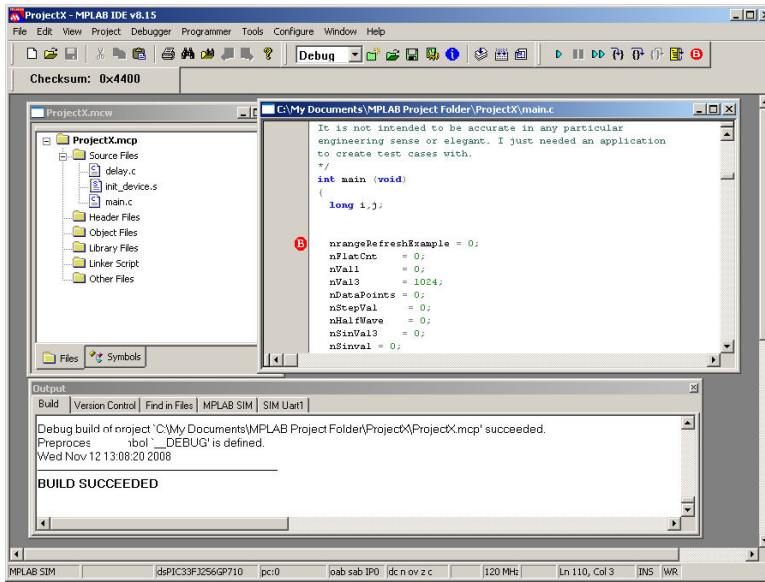 ProjectX - MPLAB IDE v8.15
File Edit View Project Debugger Programmer Tools Configure Window Help
Debug
Checksum: 0x4400
ProjectX.mcw
ProjectX.mcp
Source Files
delay.c
init_device.s
main.c
Header Files
Object Files
Library Files
Linker Script
Other Files
Files Symbols
C:\My Documents\MPLAB Project Folder\ProjectX\main.c
It is not intended to be accurate in any particular
engineering sense or elegant. I just needed an application
to create test cases with.
*/
int main (void)
{
long i,j;
B
nrangeRefreshExample = 0;
nFlatCnt = 0;
nVal1 = 0;
nVal3 = 1024;
nDataPoints = 0;
nStepVal = 0;
nHalfWave = 0;
nSinVal3 = 0;
nSinval = 0;
Output
Build Version Control Find in Files MPLAB SIM SIM Uart1
Debug build of project `C:\My Documents\MPLAB Project Folder\ProjectX\ProjectX.mcp' succeeded.
Preproces bol `__DEBUG' is defined.
Wed Nov 12 13:08:20 2008
BUILD SUCCEEDED
MPLAB SIM dsPIC33FJ256GP710 pc:0 oab sab IP0 dc n ov z c 120 MHz Ln 110, Col 3 INS WR